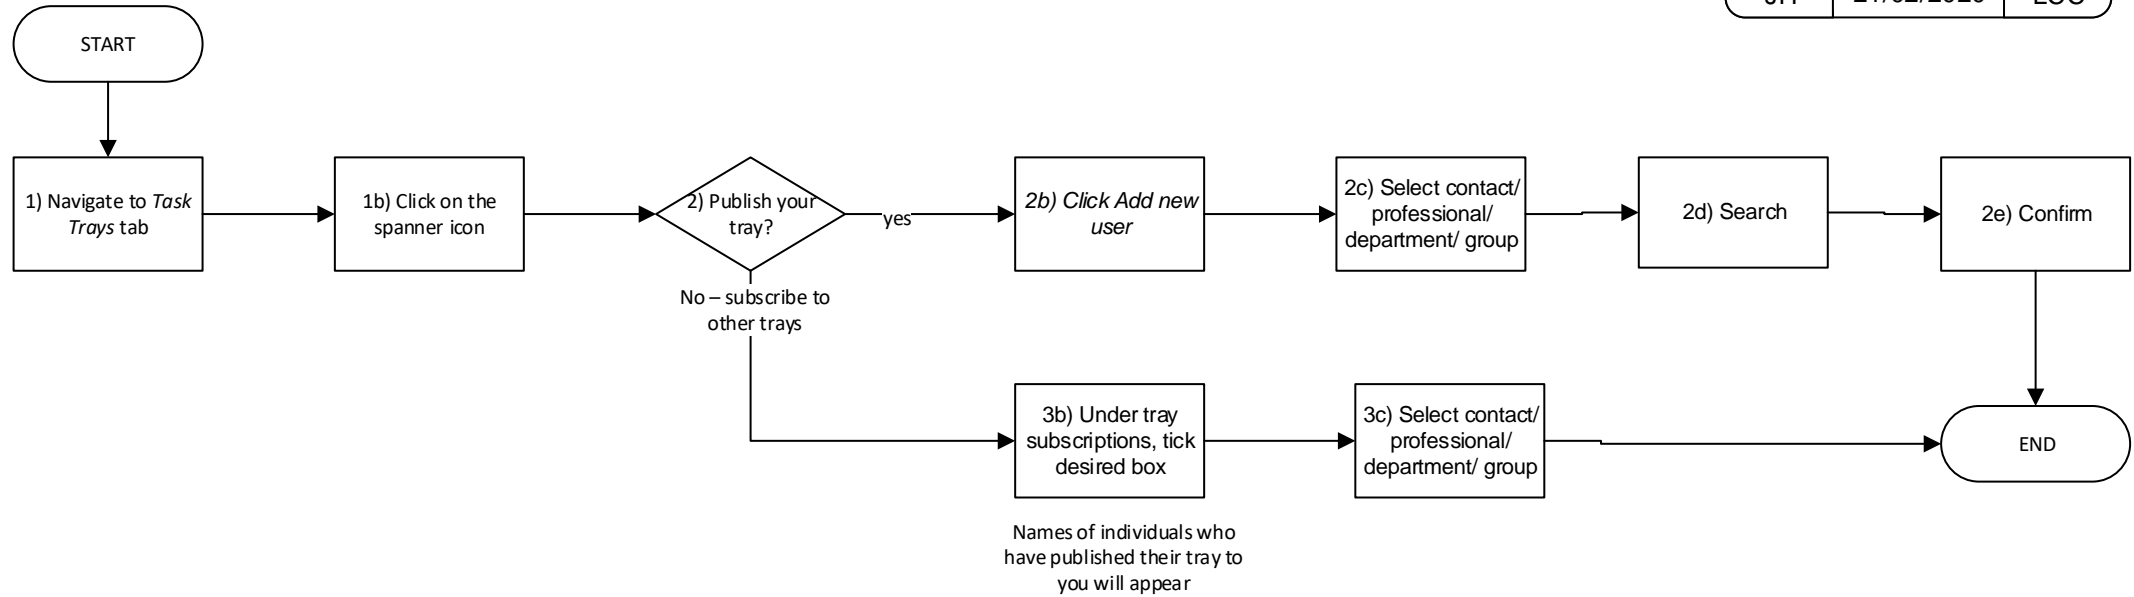 START
1) Navigate to Task
Trays tab
1b) Click on the
spanner icon
2) Publish your
tray?
yes
2b) Click Add new
user
2c) Select contact/
professional/
department/ group
2d) Search
2e) Confirm
No – subscribe to
other trays
3b) Under tray
subscriptions, tick
desired box
3c) Select contact/
professional/
department/ group
END
Names of individuals who
have published their tray to
you will appear